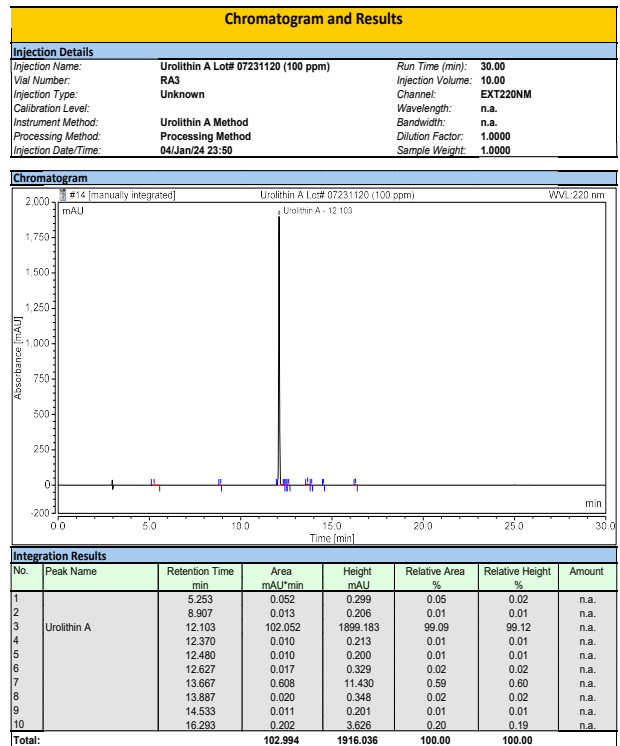 Chromatogram and Results
Injection Details
Injection Name: Urolithin A Lot# 07231120 (100 ppm) Run Time (min): 30.00
Vial Number: RA3 Injection Volume: 10.00
Injection Type: Unknown Channel: EXT220NM
Calibration Level: Wavelength: n.a.
Instrument Method: Urolithin A Method Bandwidth: n.a.
Processing Method: Processing Method Dilution Factor: 1.0000
Injection Date/Time: 04/Jan/24 23:50 Sample Weight: 1.0000
Chromatogram
#14 [manually integrated] Urolithin A Lot# 07231120 (100 ppm) WVL:220 nm
2,000
mAU
Urolithin A - 12.103
1,750
1,500
1,250
1,000
750
500
250
0
-200
Absorbance [mAU]
min
0.0 5.0 10.0 15.0 20.0 25.0 30.0
Time [min]
Integration Results
No. Peak Name Retention Time Area Height Relative Area Relative Height Amount
min mAU*min mAU % %
1 5.253 0.052 0.299 0.05 0.02 n.a.
2 8.907 0.013 0.206 0.01 0.01 n.a.
3 Urolithin A 12.103 102.052 1899.183 99.09 99.12 n.a.
4 12.370 0.010 0.213 0.01 0.01 n.a.
5 12.480 0.010 0.200 0.01 0.01 n.a.
6 12.627 0.017 0.329 0.02 0.02 n.a.
7 13.667 0.608 11.430 0.59 0.60 n.a.
8 13.887 0.020 0.348 0.02 0.02 n.a.
9 14.533 0.011 0.201 0.01 0.01 n.a.
10 16.293 0.202 3.626 0.20 0.19 n.a.
Total: 102.994 1916.036 100.00 100.00